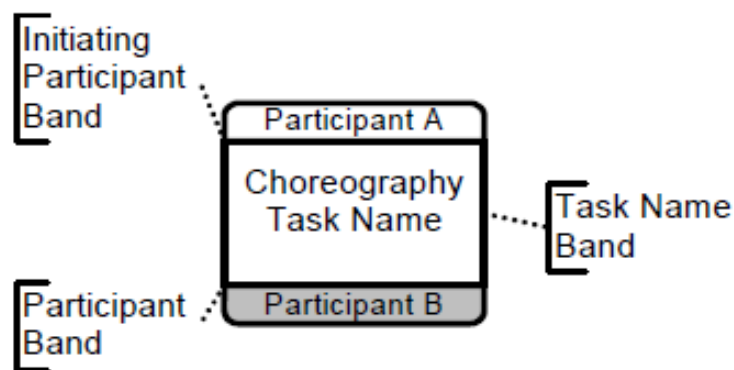 Initiating
Participant
Band
Participant A
Choreography
Task Name
Task Name
Band
Participant B
Participant
Band